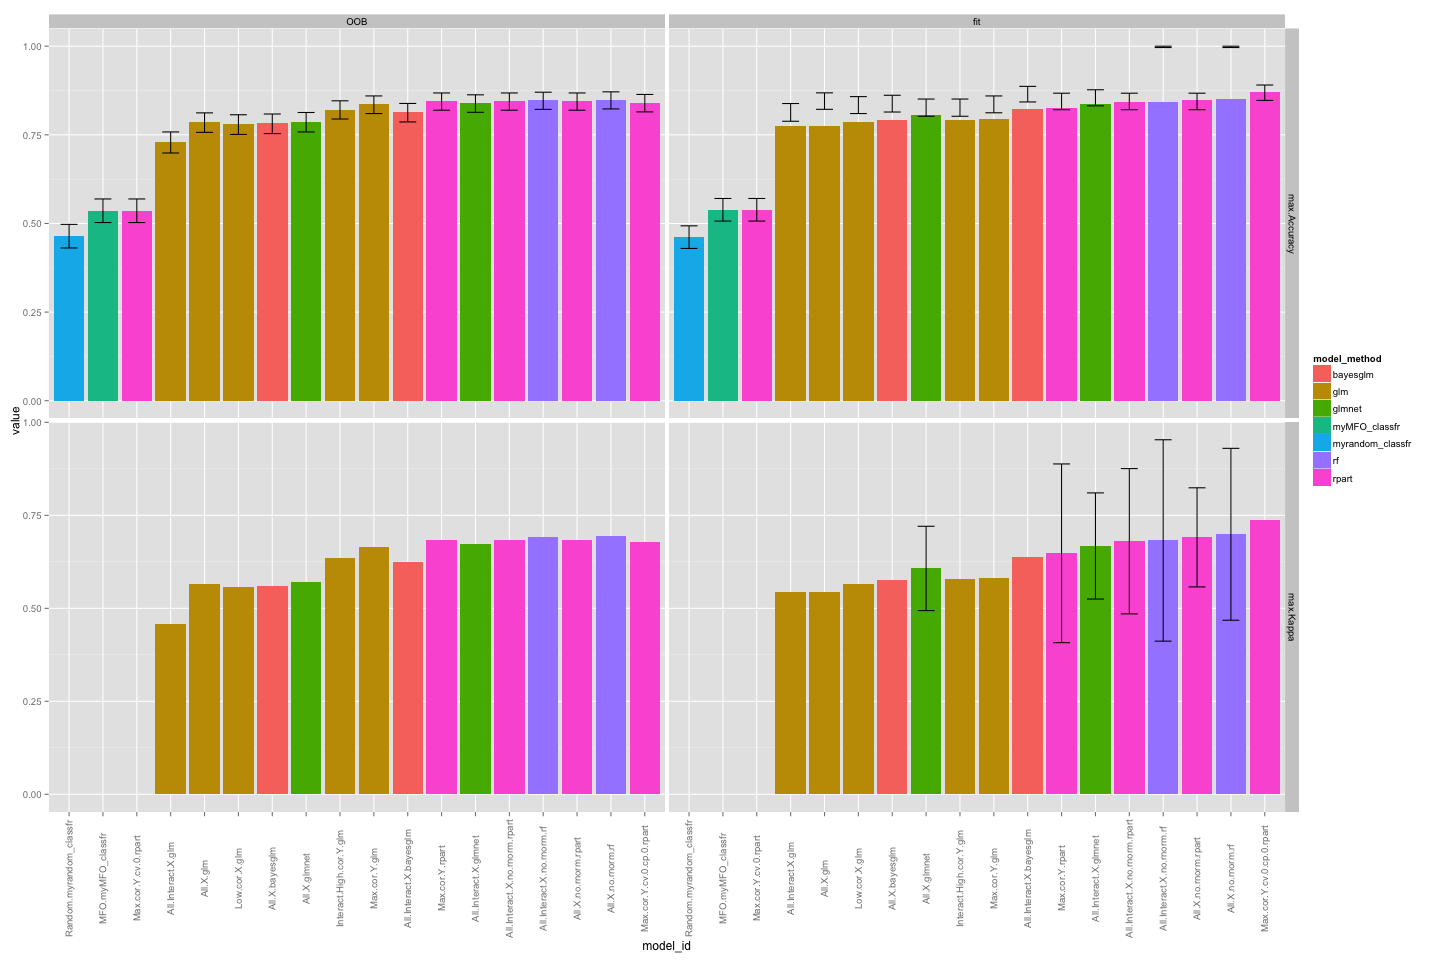 OOB
fit
1.00
0.75
0.50
0.25
0.00
max.Accuracy
1.00
0.75
0.50
0.25
0.00
max.Kappa
value
Random.myrandom_classfr
MFO.myMFO_classfr
Max.cor.Y.cv.0.rpart
All.Interact.X.glm
All.X.glm
Low.cor.X.glm
All.X.bayesglm
All.X.glmnet
Interact.High.cor.Y.glm
Max.cor.Y.glm
All.Interact.X.bayesglm
Max.cor.Y.rpart
All.Interact.X.glmnet
All.Interact.X.no.rnorm.rpart
All.Interact.X.no.rnorm.rf
All.X.no.rnorm.rpart
All.X.no.rnorm.rf
Max.cor.Y.cv.0.cp.0.rpart
Random.myrandom_classfr
MFO.myMFO_classfr
Max.cor.Y.cv.0.rpart
All.Interact.X.glm
All.X.glm
Low.cor.X.glm
All.X.bayesglm
All.X.glmnet
Interact.High.cor.Y.glm
Max.cor.Y.glm
All.Interact.X.bayesglm
Max.cor.Y.rpart
All.Interact.X.glmnet
All.Interact.X.no.rnorm.rpart
All.Interact.X.no.rnorm.rf
All.X.no.rnorm.rpart
All.X.no.rnorm.rf
Max.cor.Y.cv.0.cp.0.rpart
model_id
model_method
bayesglm
glm
glmnet
myMFO_classfr
myrandom_classfr
rf
rpart